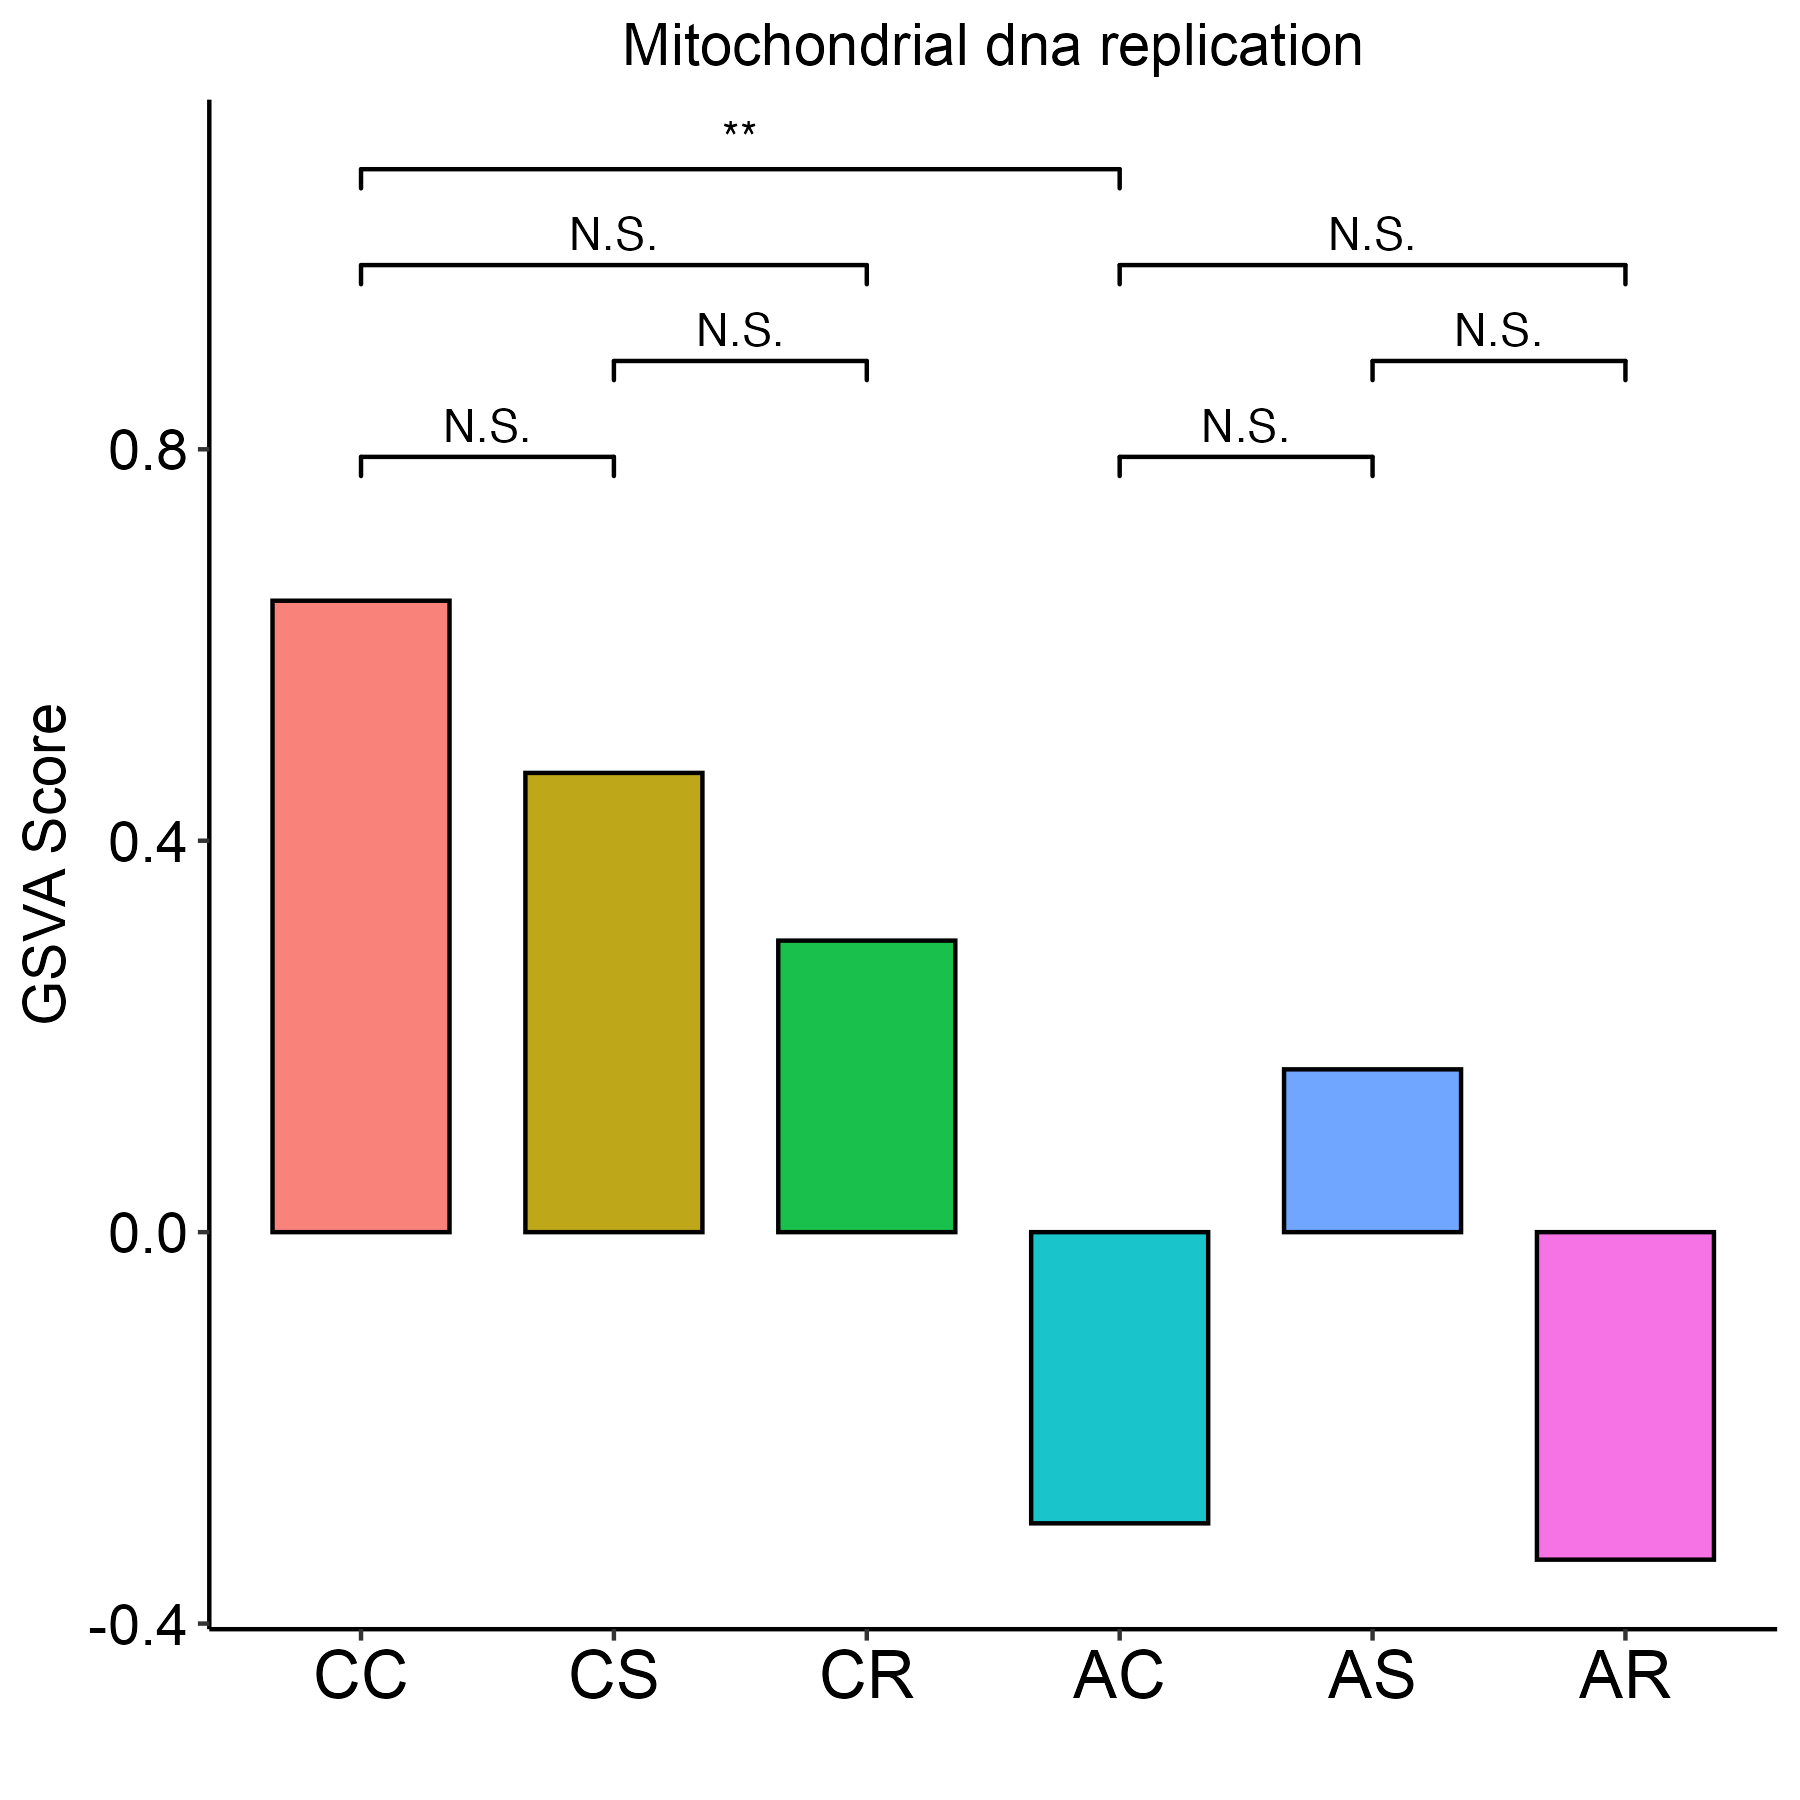 Mitochondrial dna replication
**
N.S.
N.S.
N.S.
N.S.
N.S.
N.S.
GSVA Score
0.8
0.4
0.0
-0.4
CC CS CR AC AS AR